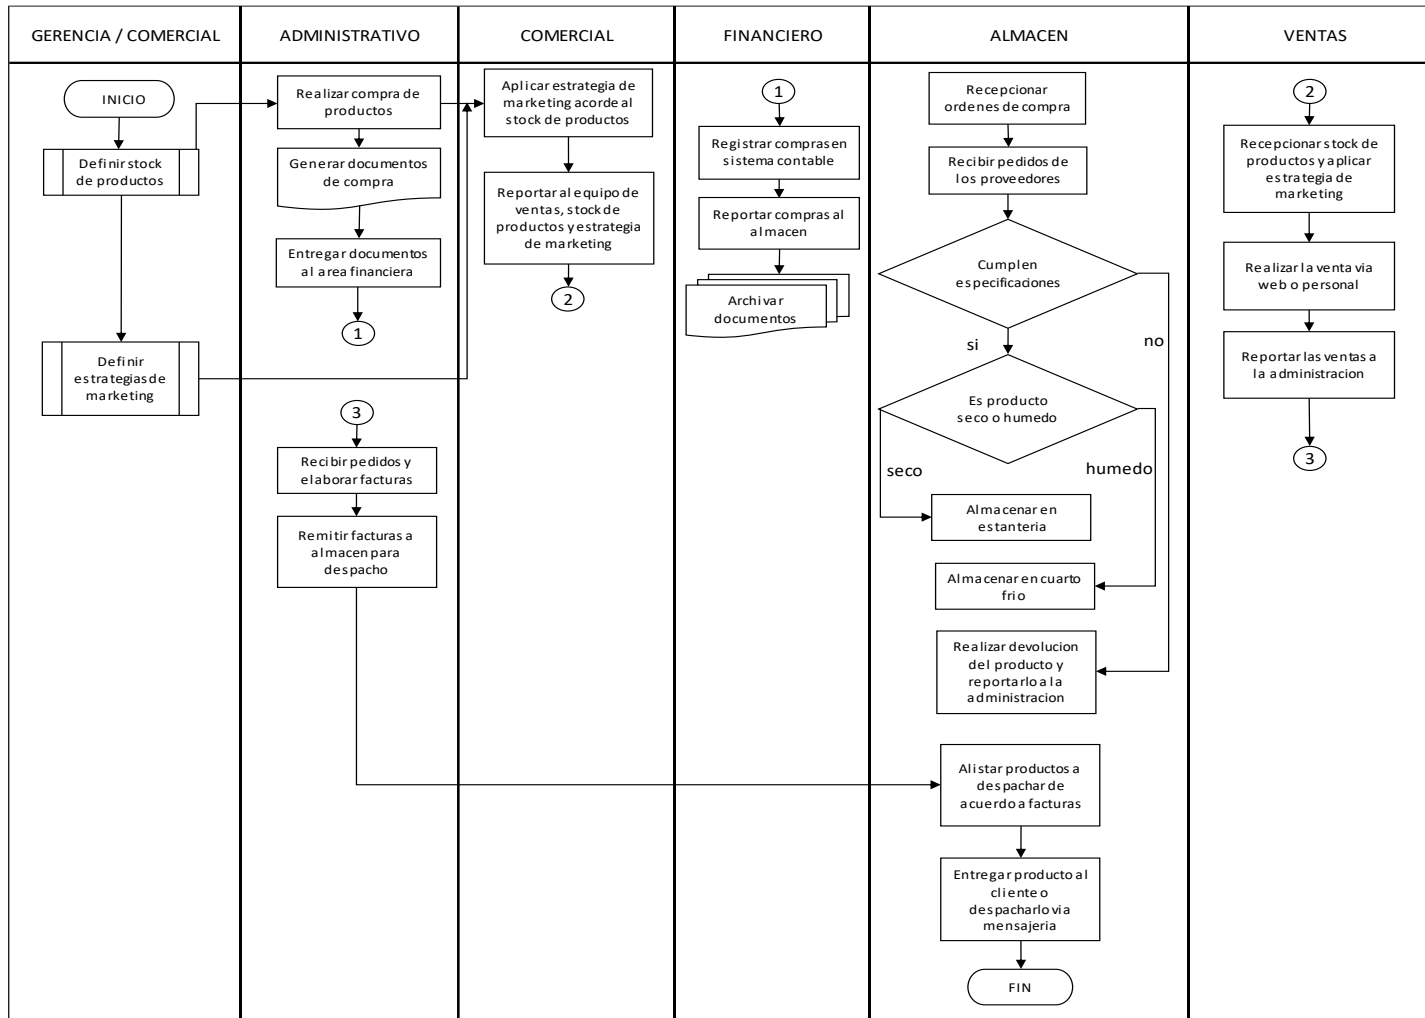 GERENCIA / COMERCIAL
ADMINISTRATIVO
COMERCIAL
FINANCIERO
ALMACEN
VENTAS
INICIO
Definir stock
de productos
Definir
estrategias de
marketing
Realizar compra de
productos
Generar documentos
de compra
Entregar documentos
al area financiera
1
3
Recibir pedidos y
elaborar facturas
Remitir facturas a
almacen para
despacho
Aplicar estrategia de
marketing acorde al
stock de productos
Reportar al equipo de
ventas, stock de
productos y estrategia
de marketing
2
1
Registrar compras en
sistema contable
Reportar compras al
almacen
Archivar
documentos
Recepcionar
ordenes de compra
Recibir pedidos de
los proveedores
Cumplen
especificaciones
si
no
Es producto
seco o humedo
seco
humedo
Almacenar en
estanteria
Almacenar en cuarto
frio
Realizar devolucion
del producto y
reportarlo a la
administracion
Alistar productos a
despachar de
acuerdo a facturas
Entregar producto al
cliente o
despacharlo via
mensajeria
FIN
2
Recepcionar stock de
productos y aplicar
estrategia de
marketing
Realizar la venta via
web o personal
Reportar las ventas a
la administracion
3